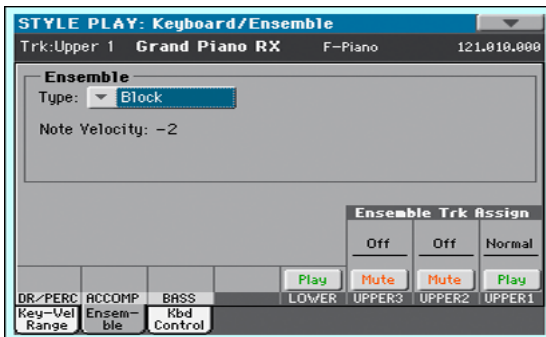 STYLE PLAY: Keyboard/Ensemble
Trk:Upper 1 Grand Piano RX F-Piano 121.010.000
Ensemble
Type: Block
Note Velocity: -2
Ensemble Trk Assign
Off Off Normal
Play Mute Mute Play
DR/PERC ACCOMP BASS LOWER UPPER3 UPPER2 UPPER1
Key-Vel Range Ensem-ble Kbd Control